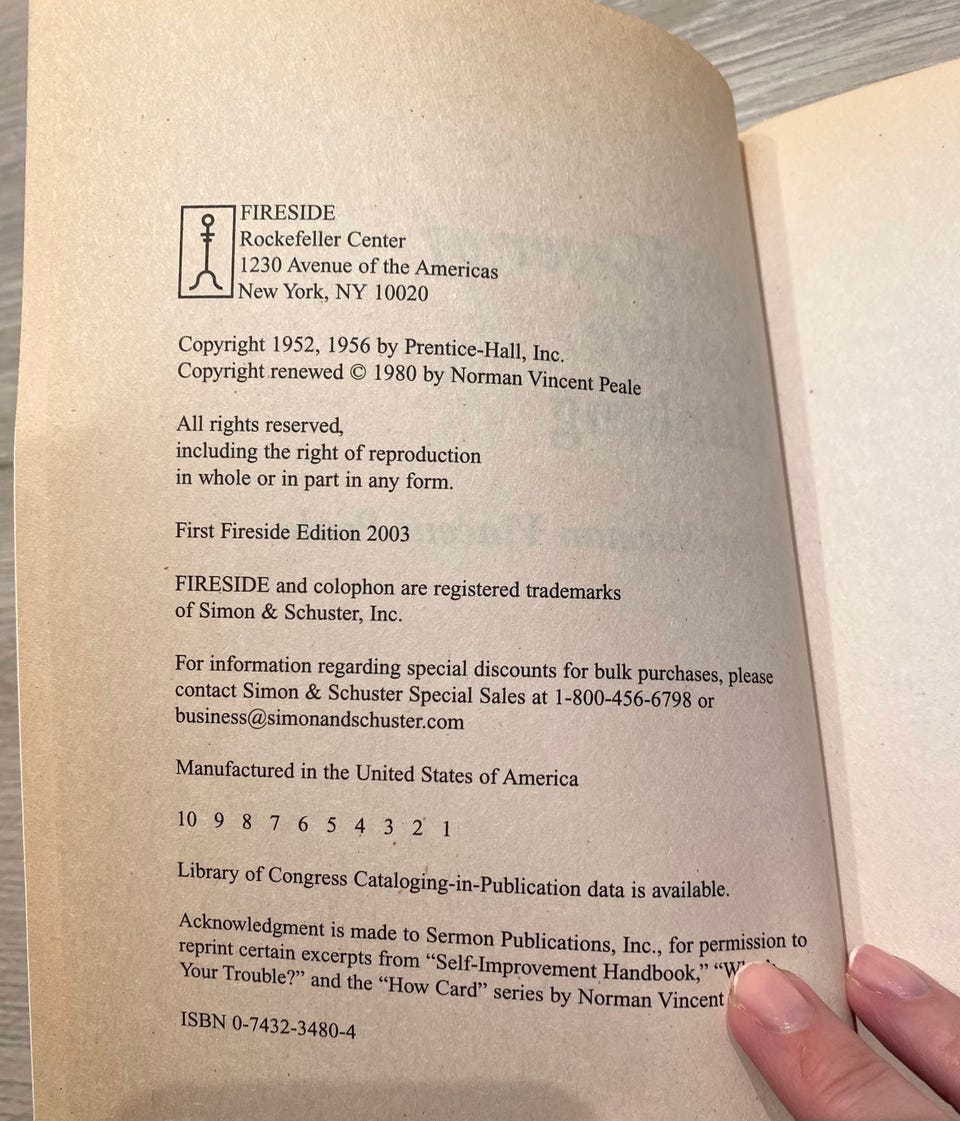 FIRESIDE
Rockefeller Center
1230 Avenue of the Americas
New York, NY 10020
Copyright 1952, 1956 by Prentice-Hall, Inc.
Copyright renewed © 1980 by Norman Vincent Peale
All rights reserved,
including the right of reproduction
in whole or in part in any form.
First Fireside Edition 2003
FIRESIDE and colophon are registered trademarks
of Simon & Schuster, Inc.
For information regarding special discounts for bulk purchases, please
contact Simon & Schuster Special Sales at 1-800-456-6798 or
business@simonandschuster.com
Manufactured in the United States of America
10 9 8 7 6 5 4 3 2 1
Library of Congress Cataloging-in-Publication data is available.
Acknowledgment is made to Sermon Publications, Inc., for permission to
reprint certain excerpts from “Self-Improvement Handbook,”
Your Trouble?” and the “How Card” series by Norman Vincent
ISBN 0-7432-3480-4